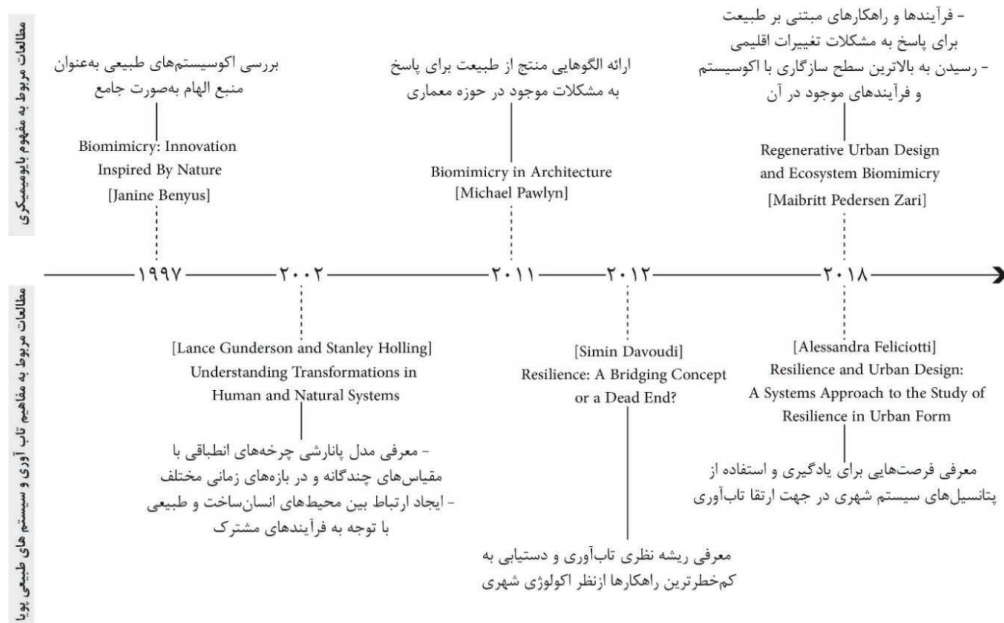 مطالعات مربوط به مفهوم بایومیمیکری
بررسی اکوسیستم‌های طبیعی به‌عنوان
منبع الهام به‌صورت جامع
Biomimicry: Innovation
Inspired By Nature
[Janine Benyus]
ارائه الگوهایی منتج از طبیعت برای پاسخ
به مشکلات موجود در حوزه معماری
Biomimicry in Architecture
[Michael Pawlyn]
- فرآیندها و راهکارهای مبتنی بر طبیعت
برای پاسخ به مشکلات تغییرات اقلیمی
- رسیدن به بالاترین سطح سازگاری با اکوسیستم
و فرآیندهای موجود در آن
Regenerative Urban Design
and Ecosystem Biomimicry
[Maibritt Pedersen Zari]
۱۹۹۷
۲۰۰۲
۲۰۱۱
۲۰۱۲
۲۰۱۸
مطالعات مربوط به مفاهیم تاب آوری و سیستم های طبیعی پویا
[Lance Gunderson and Stanley Holling]
Understanding Transformations in
Human and Natural Systems
- معرفی مدل پانارشی چرخه‌های انطباقی با
مقیاس‌های چندگانه و در بازه‌های زمانی مختلف
- ایجاد ارتباط بین محیط‌های انسان‌ساخت و طبیعی
با توجه به فرآیندهای مشترک
[Simin Davoudi]
Resilience: A Bridging Concept
or a Dead End?
معرفی ریشه نظری تاب‌آوری و دستیابی به
کم‌خطرترین راهکارها ازنظر اکولوژی شهری
[Alessandra Feliciotti]
Resilience and Urban Design:
A Systems Approach to the Study of
Resilience in Urban Form
معرفی فرصت‌هایی برای یادگیری و استفاده از
پتانسیل‌های سیستم شهری در جهت ارتقا تاب‌آوری